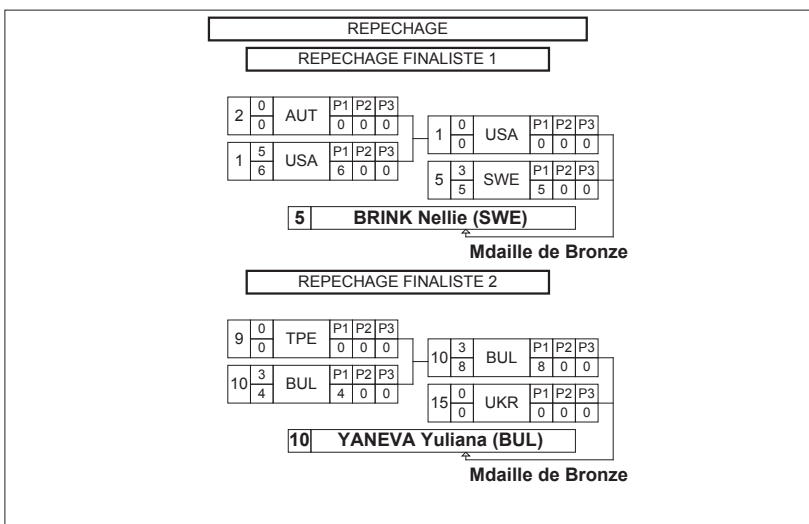 REPECHAGE
REPECHAGE FINALISTE 1
2 0 AUT P1 P2 P3
0 0 0 0
1 5 USA P1 P2 P3
6 6 0 0
1 0 USA P1 P2 P3
0 0 0 0
5 3 SWE P1 P2 P3
5 5 0 0
5 BRINK Nellie (SWE)
Mdaille de Bronze
REPECHAGE FINALISTE 2
9 0 TPE P1 P2 P3
0 0 0 0
10 3 BUL P1 P2 P3
4 4 0 0
10 3 BUL P1 P2 P3
8 8 0 0
15 0 UKR P1 P2 P3
0 0 0 0
10 YANEVA Yuliana (BUL)
Mdaille de Bronze